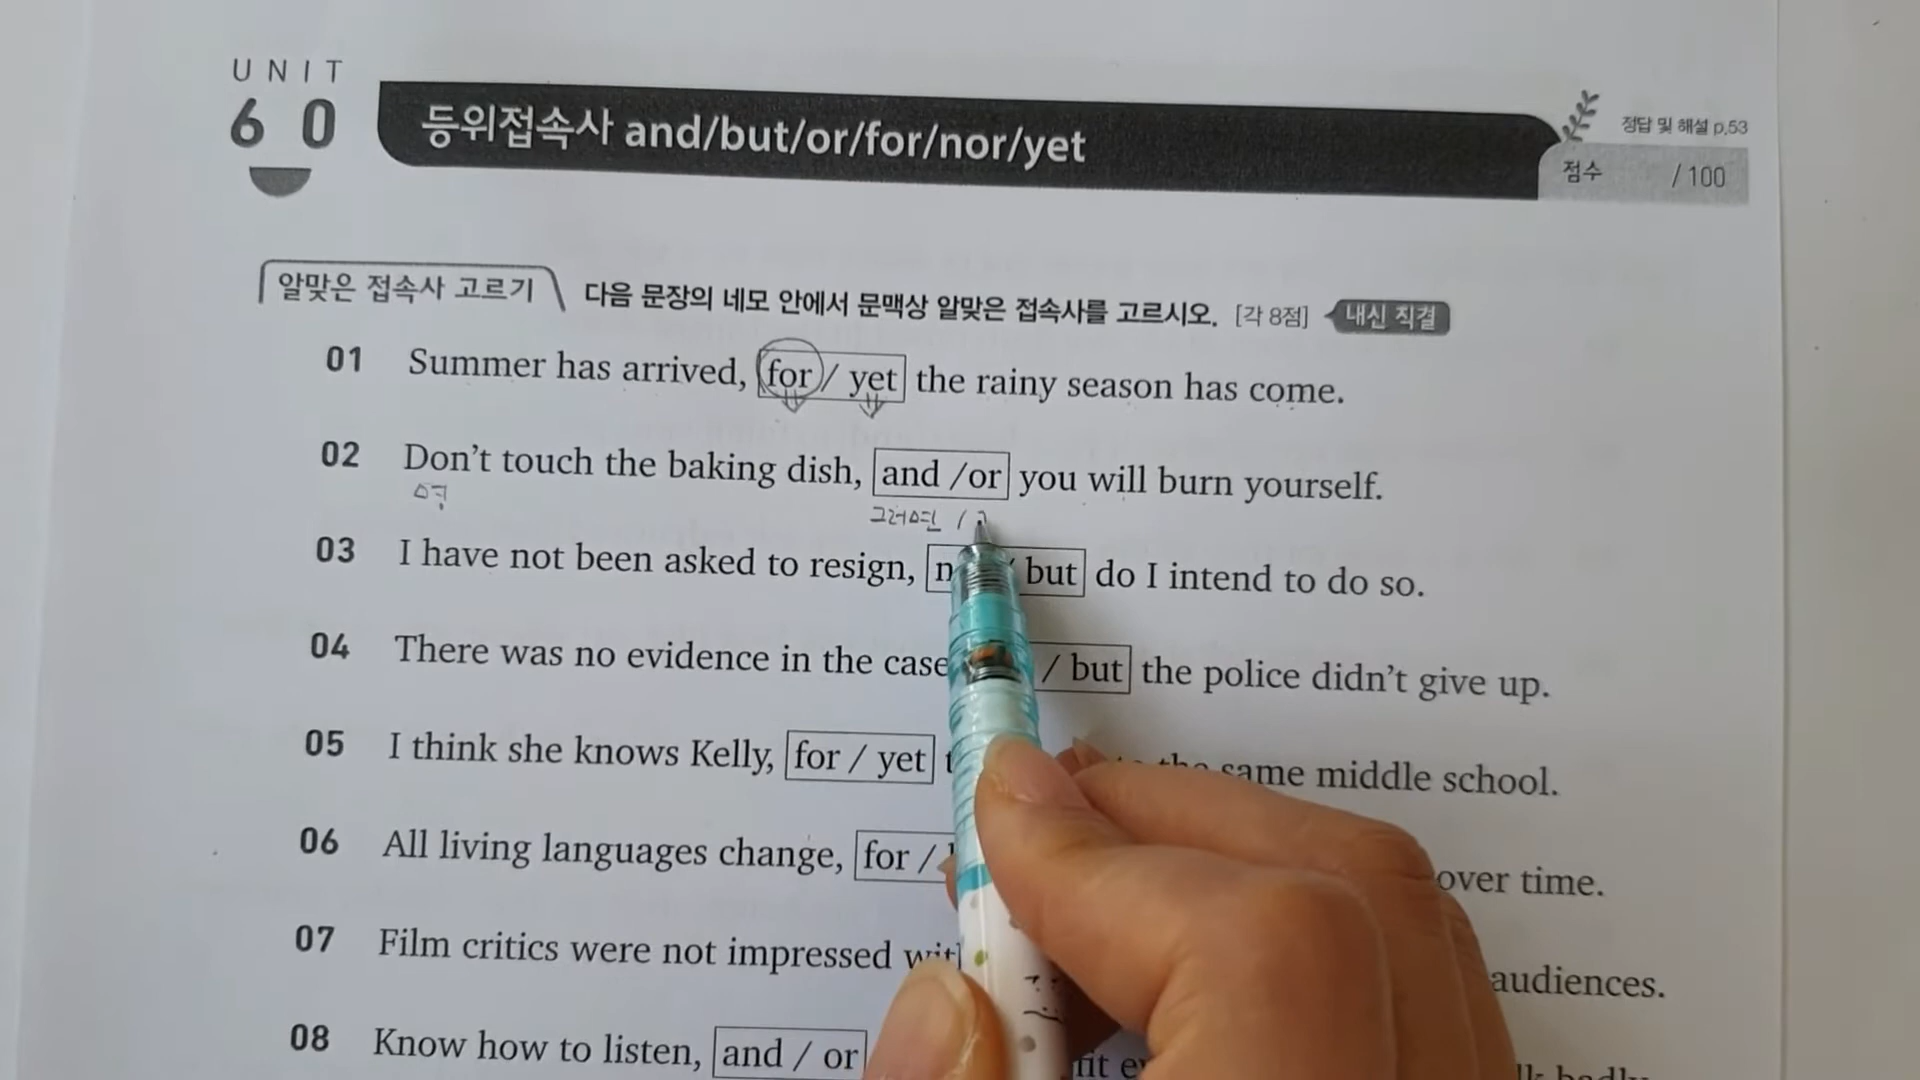 UNIT
60
등위접속사 and/but/or/for/nor/yet
정답 및 해설 p.53
점수 / 100
알맞은 접속사 고르기 다음 문장의 네모 안에서 문맥상 알맞은 접속사를 고르시오. [각 8점] 내신 직결
01 Summer has arrived, for / yet the rainy season has come.
02 Don't touch the baking dish, and /or you will burn yourself.
03 I have not been asked to resign, / but do I intend to do so.
04 There was no evidence in the case / but the police didn't give up.
05 I think she knows Kelly, for / yet the same middle school.
06 All living languages change, for / over time.
07 Film critics were not impressed with audiences.
08 Know how to listen, and / or badly